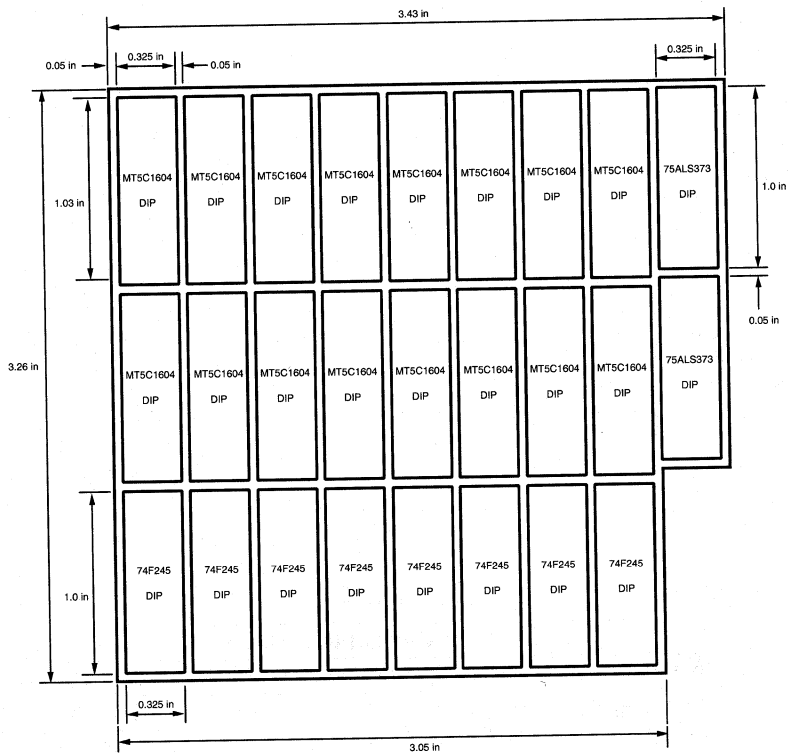 3.43 in
0.325 in
0.325 in
0.05 in
0.05 in
MT5C1604 MT5C1604 MT5C1604 MT5C1604 MT5C1604 MT5C1604 MT5C1604 MT5C1604 75ALS373
DIP DIP DIP DIP DIP DIP DIP DIP DIP
1.03 in
1.0 in
0.05 in
3.26 in
MT5C1604 MT5C1604 MT5C1604 MT5C1604 MT5C1604 MT5C1604 MT5C1604 MT5C1604 75ALS373
DIP DIP DIP DIP DIP DIP DIP DIP DIP
74F245 74F245 74F245 74F245 74F245 74F245 74F245 74F245
DIP DIP DIP DIP DIP DIP DIP DIP
1.0 in
0.325 in
3.05 in